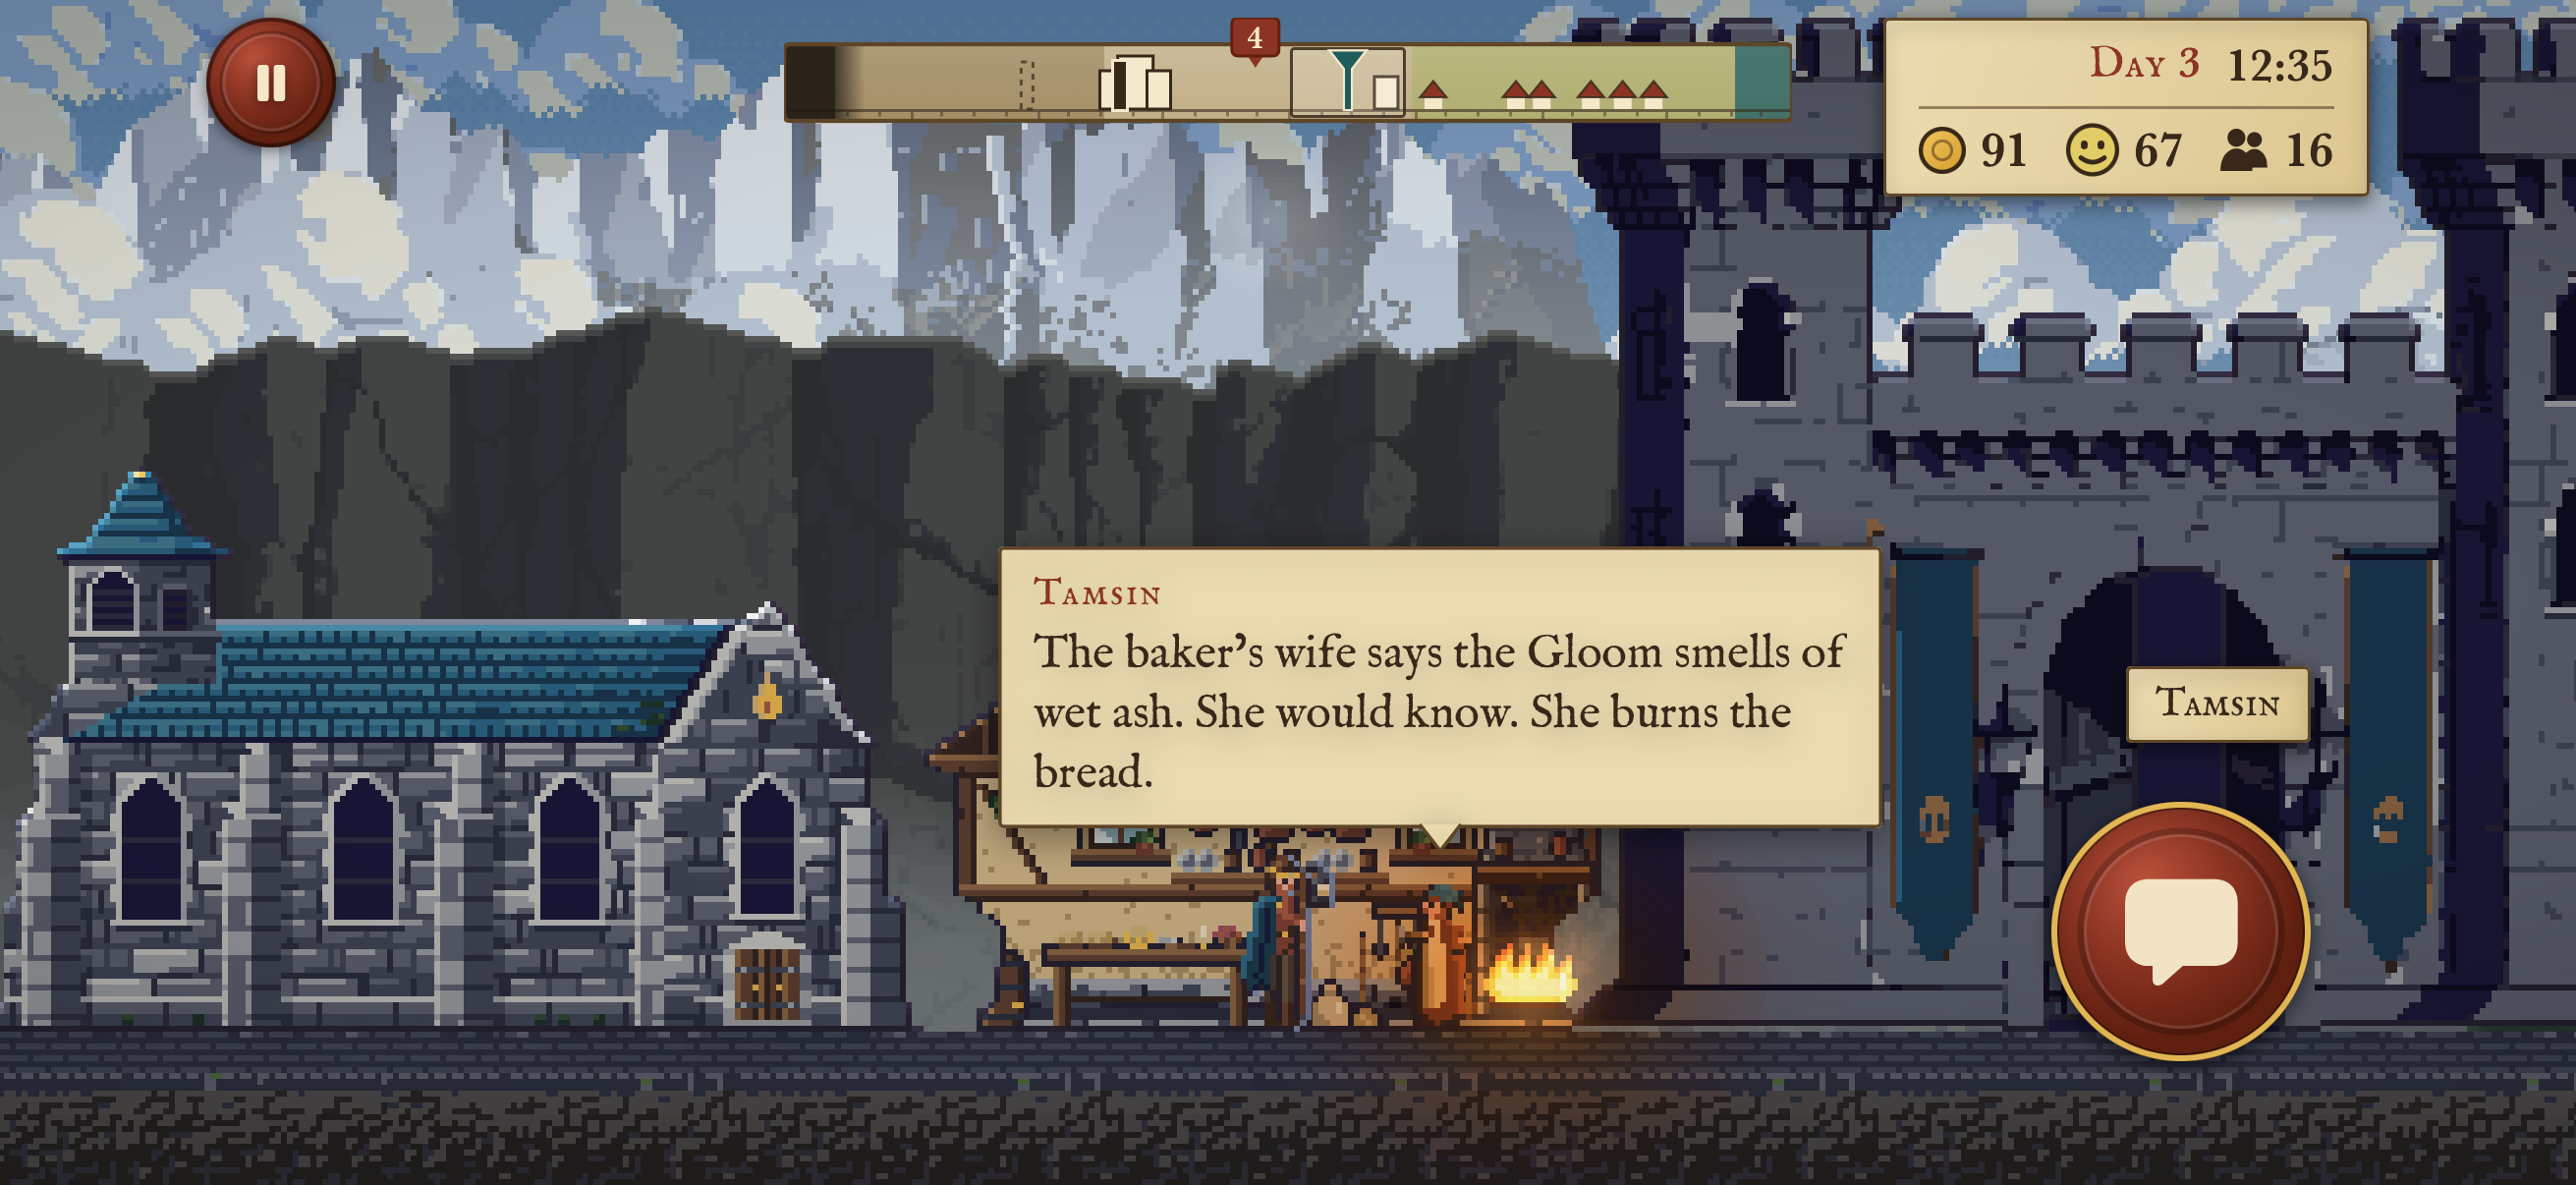 4
Day 3 12:35
91 67 16
Tamsin
The baker’s wife says the Gloom smells of
wet ash. She would know. She burns the
bread.
Tamsin